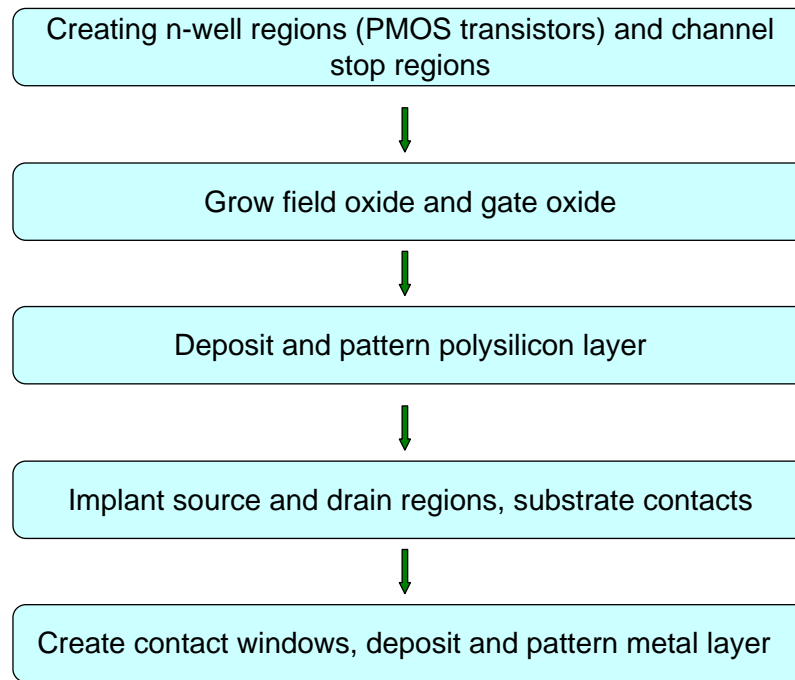 Creating n-well regions (PMOS transistors) and channel
stop regions
Grow field oxide and gate oxide
Deposit and pattern polysilicon layer
Implant source and drain regions, substrate contacts
Create contact windows, deposit and pattern metal layer